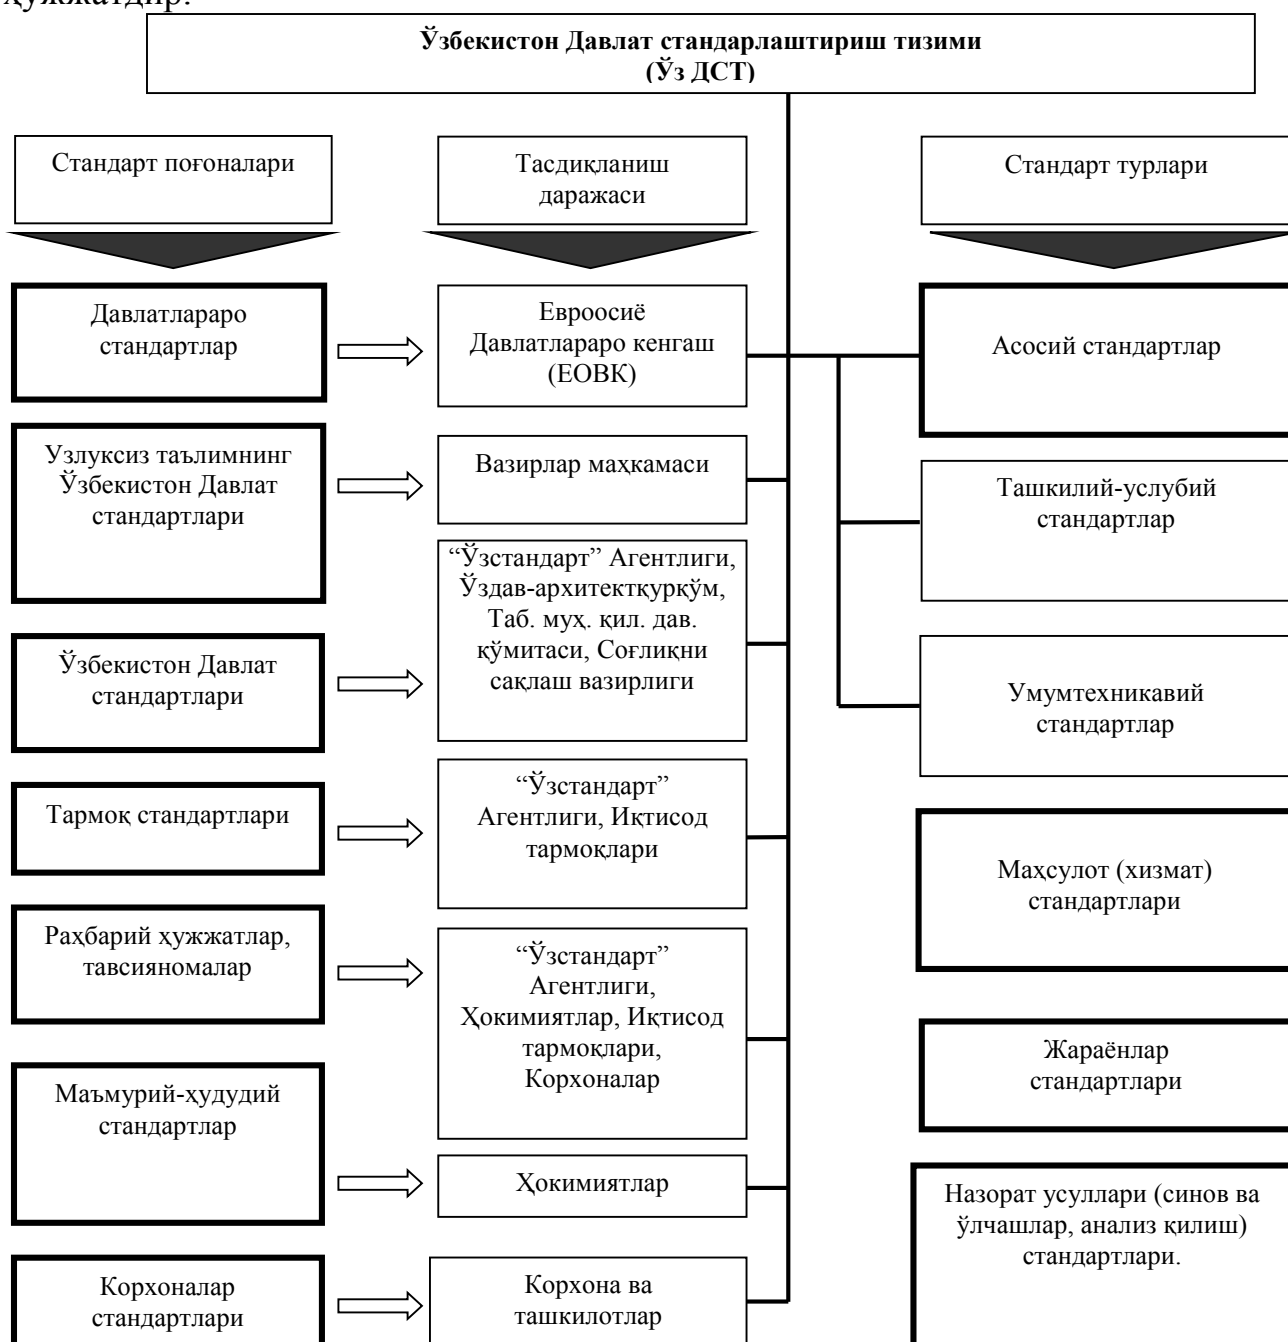 ҳужжатдир.
Ўзбекистон Давлат стандарлаштириш тизими
(Ўз ДСТ)
Стандарт поғоналари
Тасдиқланиш
даражаси
Стандарт турлари
Давлатлараро
стандартлар
Евроосиё
Давлатлараро кенгаш
(ЕОВК)
Асосий стандартлар
Узлуксиз таълимнинг
Ўзбекистон Давлат
стандартлари
Вазирлар маҳкамаси
Ташкилий-услубий
стандартлар
Ўзбекистон Давлат
стандартлари
“Ўзстандарт” Агентлиги,
Ўздав-архитектқурқўм,
Таб. муҳ. қил. дав.
қўмитаси, Соғлиқни
сақлаш вазирлиги
Умумтехникавий
стандартлар
Тармоқ стандартлари
“Ўзстандарт”
Агентлиги, Иқтисод
тармоқлари
Маҳсулот (хизмат)
стандартлари
Раҳбарий ҳужжатлар,
тавсияномалар
“Ўзстандарт”
Агентлиги,
Ҳокимиятлар, Иқтисод
тармоқлари,
Корхоналар
Жараёнлар
стандартлари
Маъмурий-ҳудудий
стандартлар
Ҳокимиятлар
Назорат усуллари (синов ва
ўлчашлар, анализ қилиш)
стандартлари.
Корхоналар
стандартлари
Корхона ва
ташкилотлар